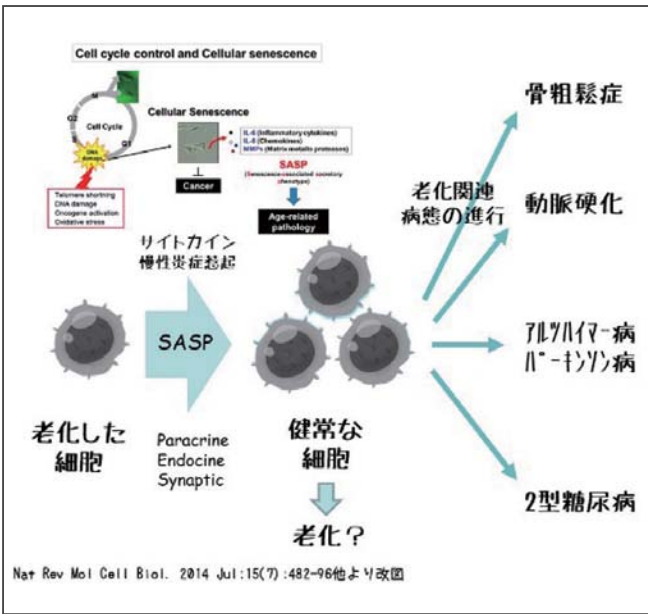 Cell cycle control and Cellular senescence
M
G2
S
G1
Cell Cycle
DNA
damage
Telomere shortning
DNA damage
Oncogene activation
Oxidative stress
Cellular Senescence
Cancer
IL-6 (Inflammatory cytokines)
IL-8 (Chemokines)
MMPs (Matrix metallo proteases)
SASP
(Senescence-associated secretory
phenotype)
Age-related
pathology
サイトカイン
慢性炎症惹起
SASP
Paracrine
Endocine
Synaptic
老化した
細胞
健常な
細胞
老化？
老化関連
病態の進行
骨粗鬆症
動脈硬化
ｱﾙﾂﾊｲﾏｰ病
ﾊﾟｰｷﾝｿﾝ病
2型糖尿病
Nat Rev Mol Cell Biol. 2014 Jul:15(7):482-96他より改図